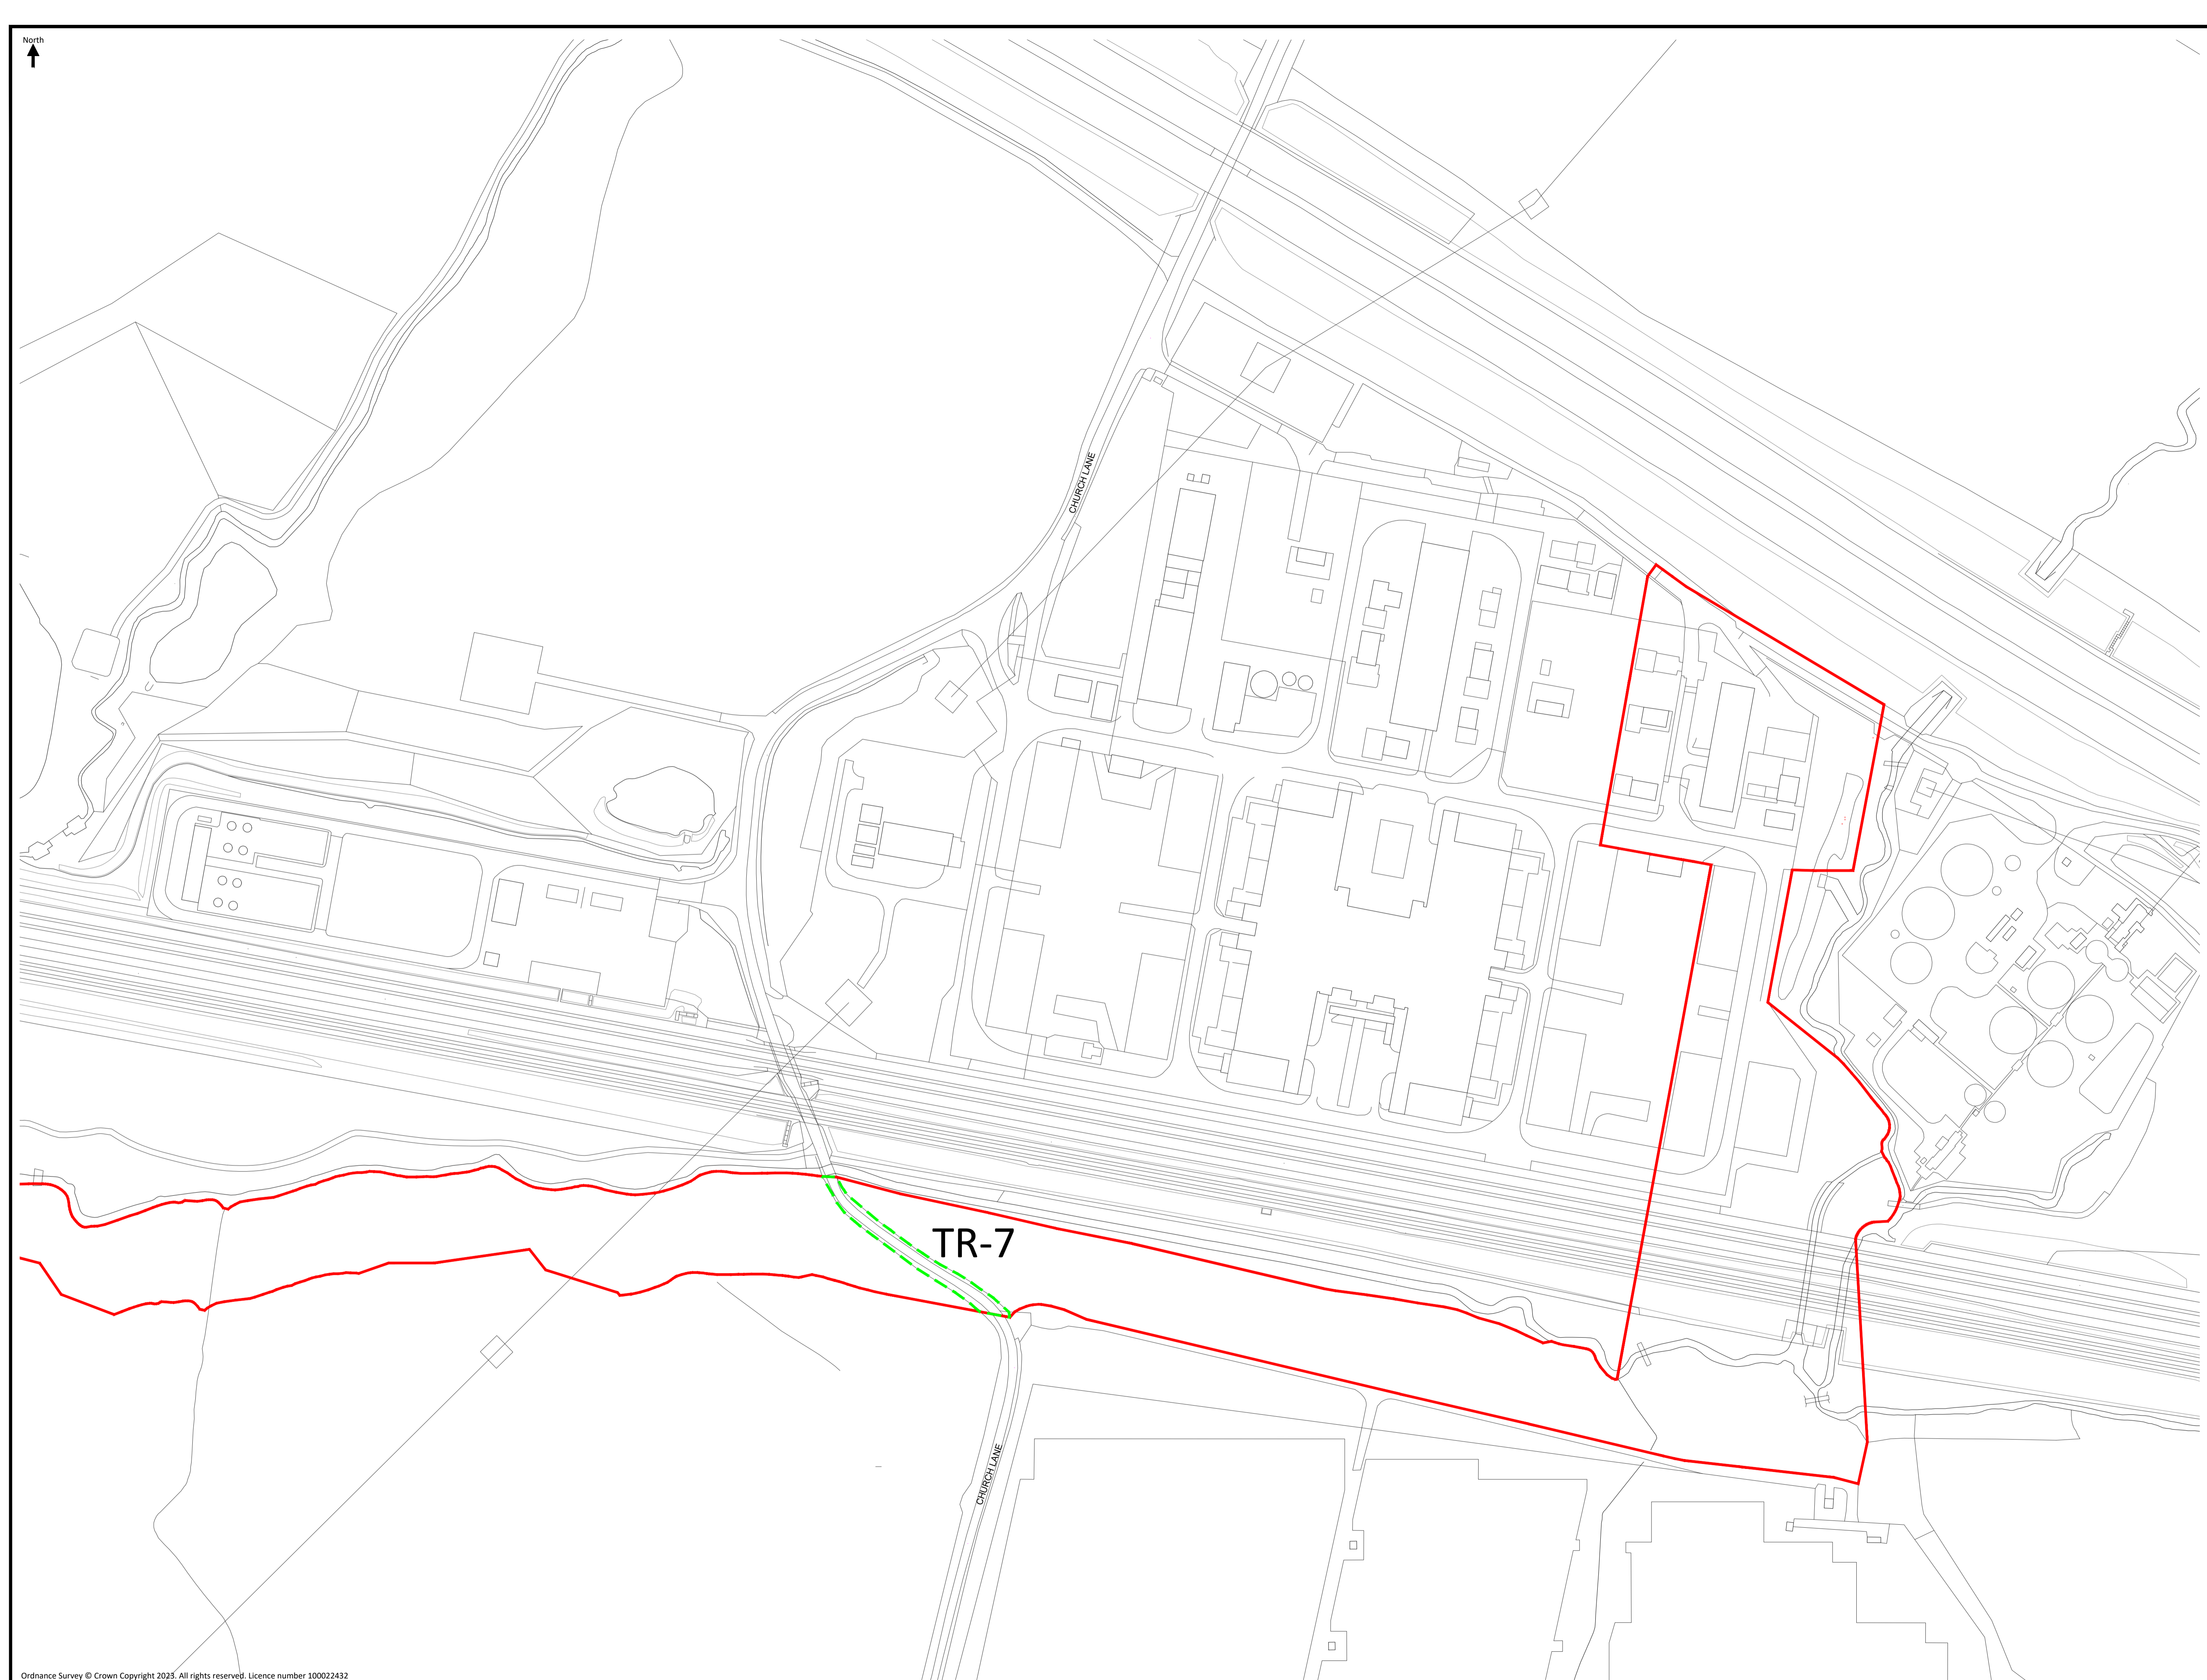 North
CHURCH LANE
TR-7
CHURCH LANE
Ordnance Survey © Crown Copyright 2023. All rights reserved. Licence number 100022432